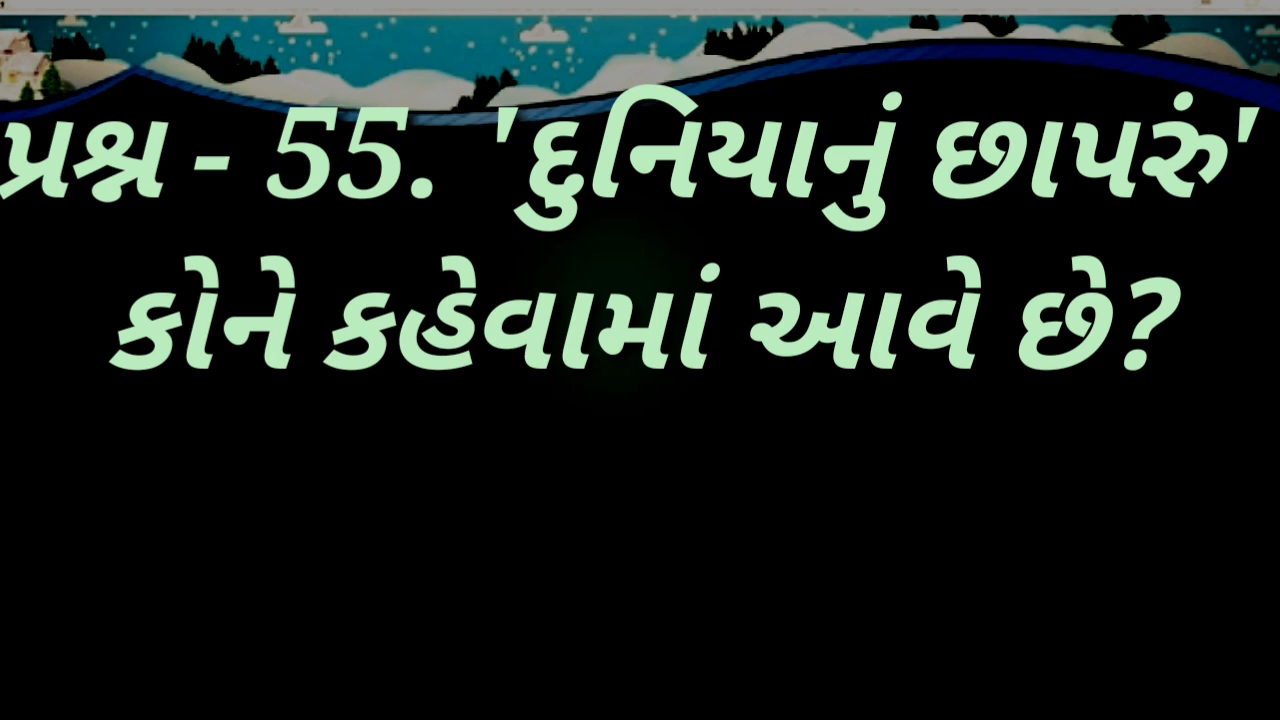 પ્રશ્ન - 55. 'દુનિયાનું છાપરું'
કોને કહેવામાં આવે છે?